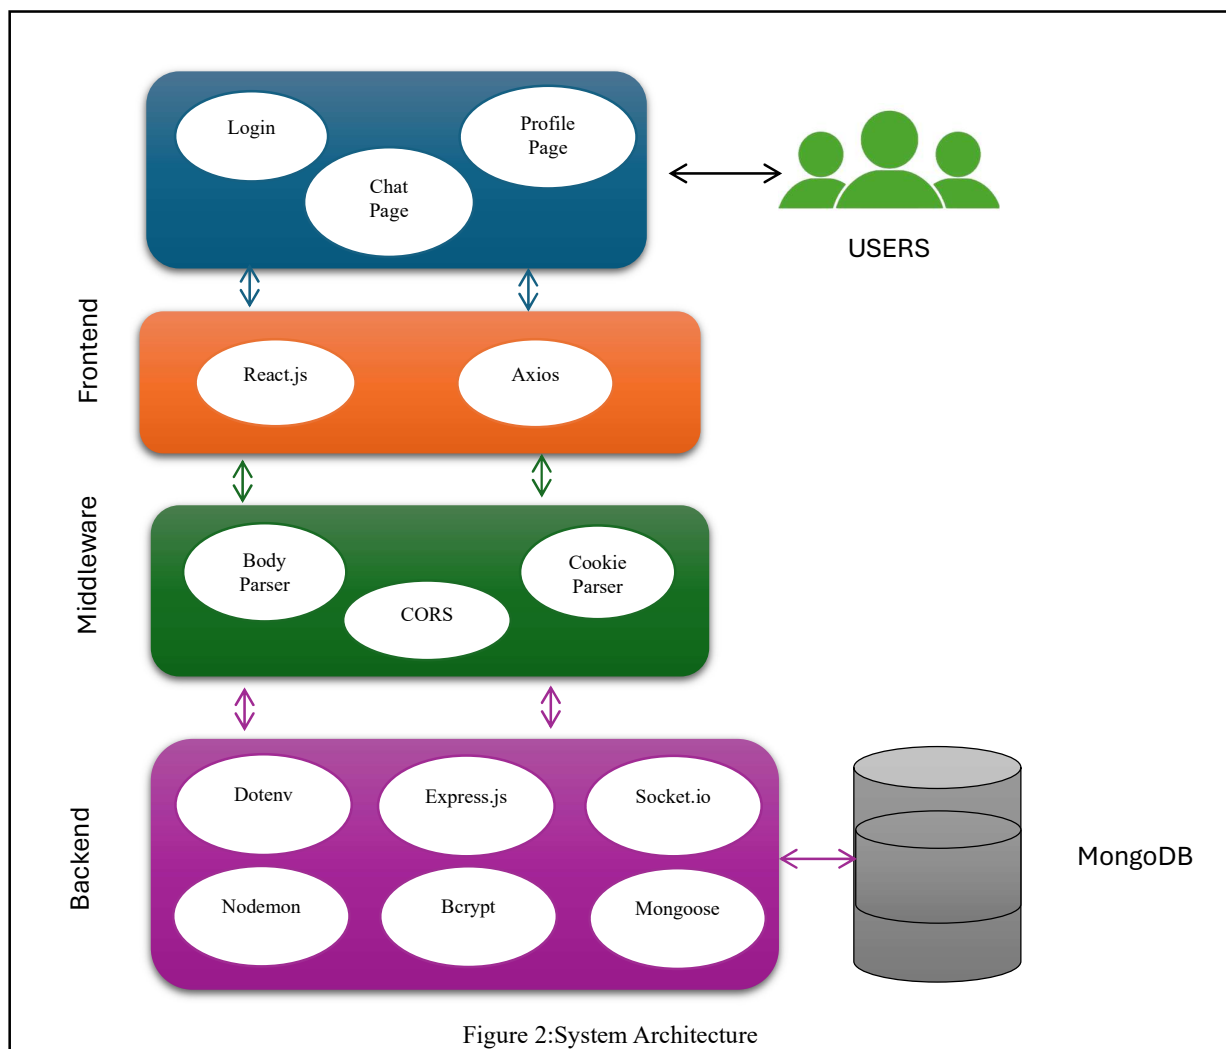 Login
Profile
Page
Chat
Page
USERS
Frontend
React.js
Axios
Middleware
Body
Parser
Cookie
Parser
CORS
Backend
Dotenv
Express.js
Socket.io
Nodemon
Bcrypt
Mongoose
MongoDB
Figure 2:System Architecture